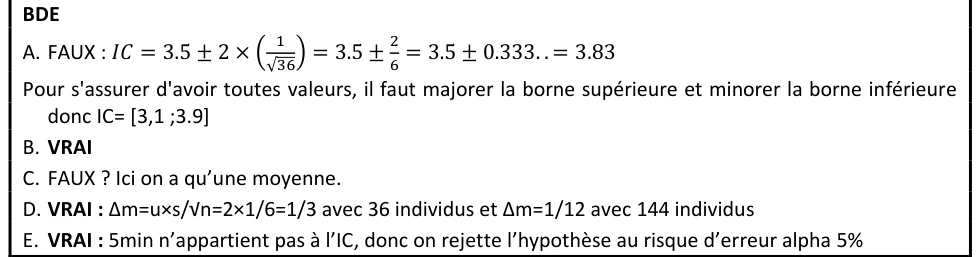 BDE
A. FAUX : IC = 3.5 ± 2 × (1/√36) = 3.5 ± 2/6 = 3.5 ± 0.333.. = 3.83
Pour s'assurer d'avoir toutes valeurs, il faut majorer la borne supérieure et minorer la borne inférieure
donc IC= [3,1 ;3.9]
B. VRAI
C. FAUX ? Ici on a qu’une moyenne.
D. VRAI : Δm=u×s/√n=2×1/6=1/3 avec 36 individus et Δm=1/12 avec 144 individus
E. VRAI : 5min n’appartient pas à l’IC, donc on rejette l’hypothèse au risque d’erreur alpha 5%